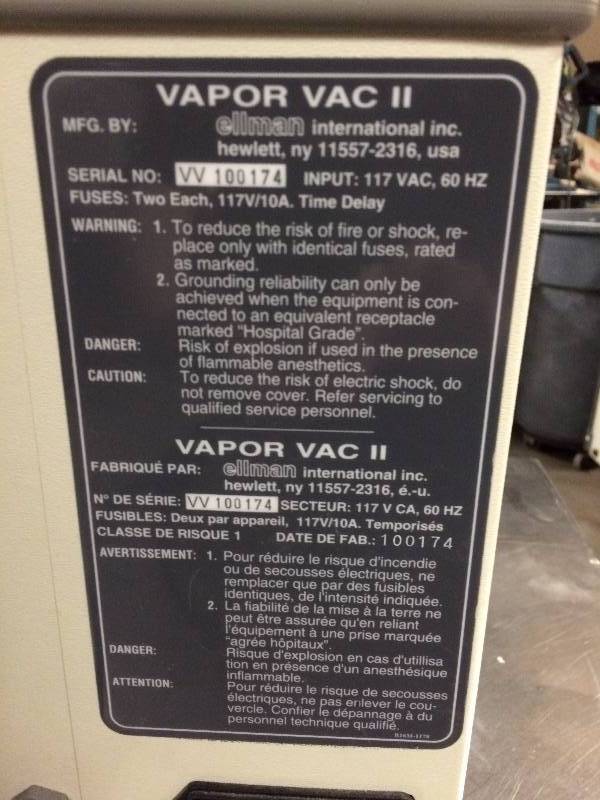 VAPOR VAC II
MFG. BY: ellman international inc.
hewlett, ny 11557-2316, usa
SERIAL NO: VV 100174 INPUT: 117 VAC, 60 HZ
FUSES: Two Each, 117V/10A. Time Delay
WARNING: 1. To reduce the risk of fire or shock, re-
place only with identical fuses, rated
as marked.
2. Grounding reliability can only be
achieved when the equipment is con-
nected to an equivalent receptacle
marked "Hospital Grade".
DANGER: Risk of explosion if used in the presence
of flammable anesthetics.
CAUTION: To reduce the risk of electric shock, do
not remove cover. Refer servicing to
qualified service personnel.
VAPOR VAC II
FABRIQUÉ PAR: ellman international inc.
hewlett, ny 11557-2316, é.-u.
N° DE SÉRIE: VV 100174 SECTEUR: 117 V CA, 60 HZ
FUSIBLES: Deux par appareil, 117V/10A. Temporisés
CLASSE DE RISQUE 1 DATE DE FAB.: 100174
AVERTISSEMENT: 1. Pour réduire le risque d'incendie
ou de secousses électriques, ne
remplacer que par des fusibles
identiques, de l'intensité indiquée.
2. La fiabilité de la mise à la terre ne
peut être assurée qu'en reliant
l'équipement à une prise marquée
"agrée hôpitaux".
DANGER: Risque d'explosion en cas d'utillisa
tion en présence d'un anesthésique
inflammable.
ATTENTION: Pour réduire le risque de secousses
électriques, ne pas enlever le cou-
vercle. Confier le dépannage à du
personnel technique qualifié.